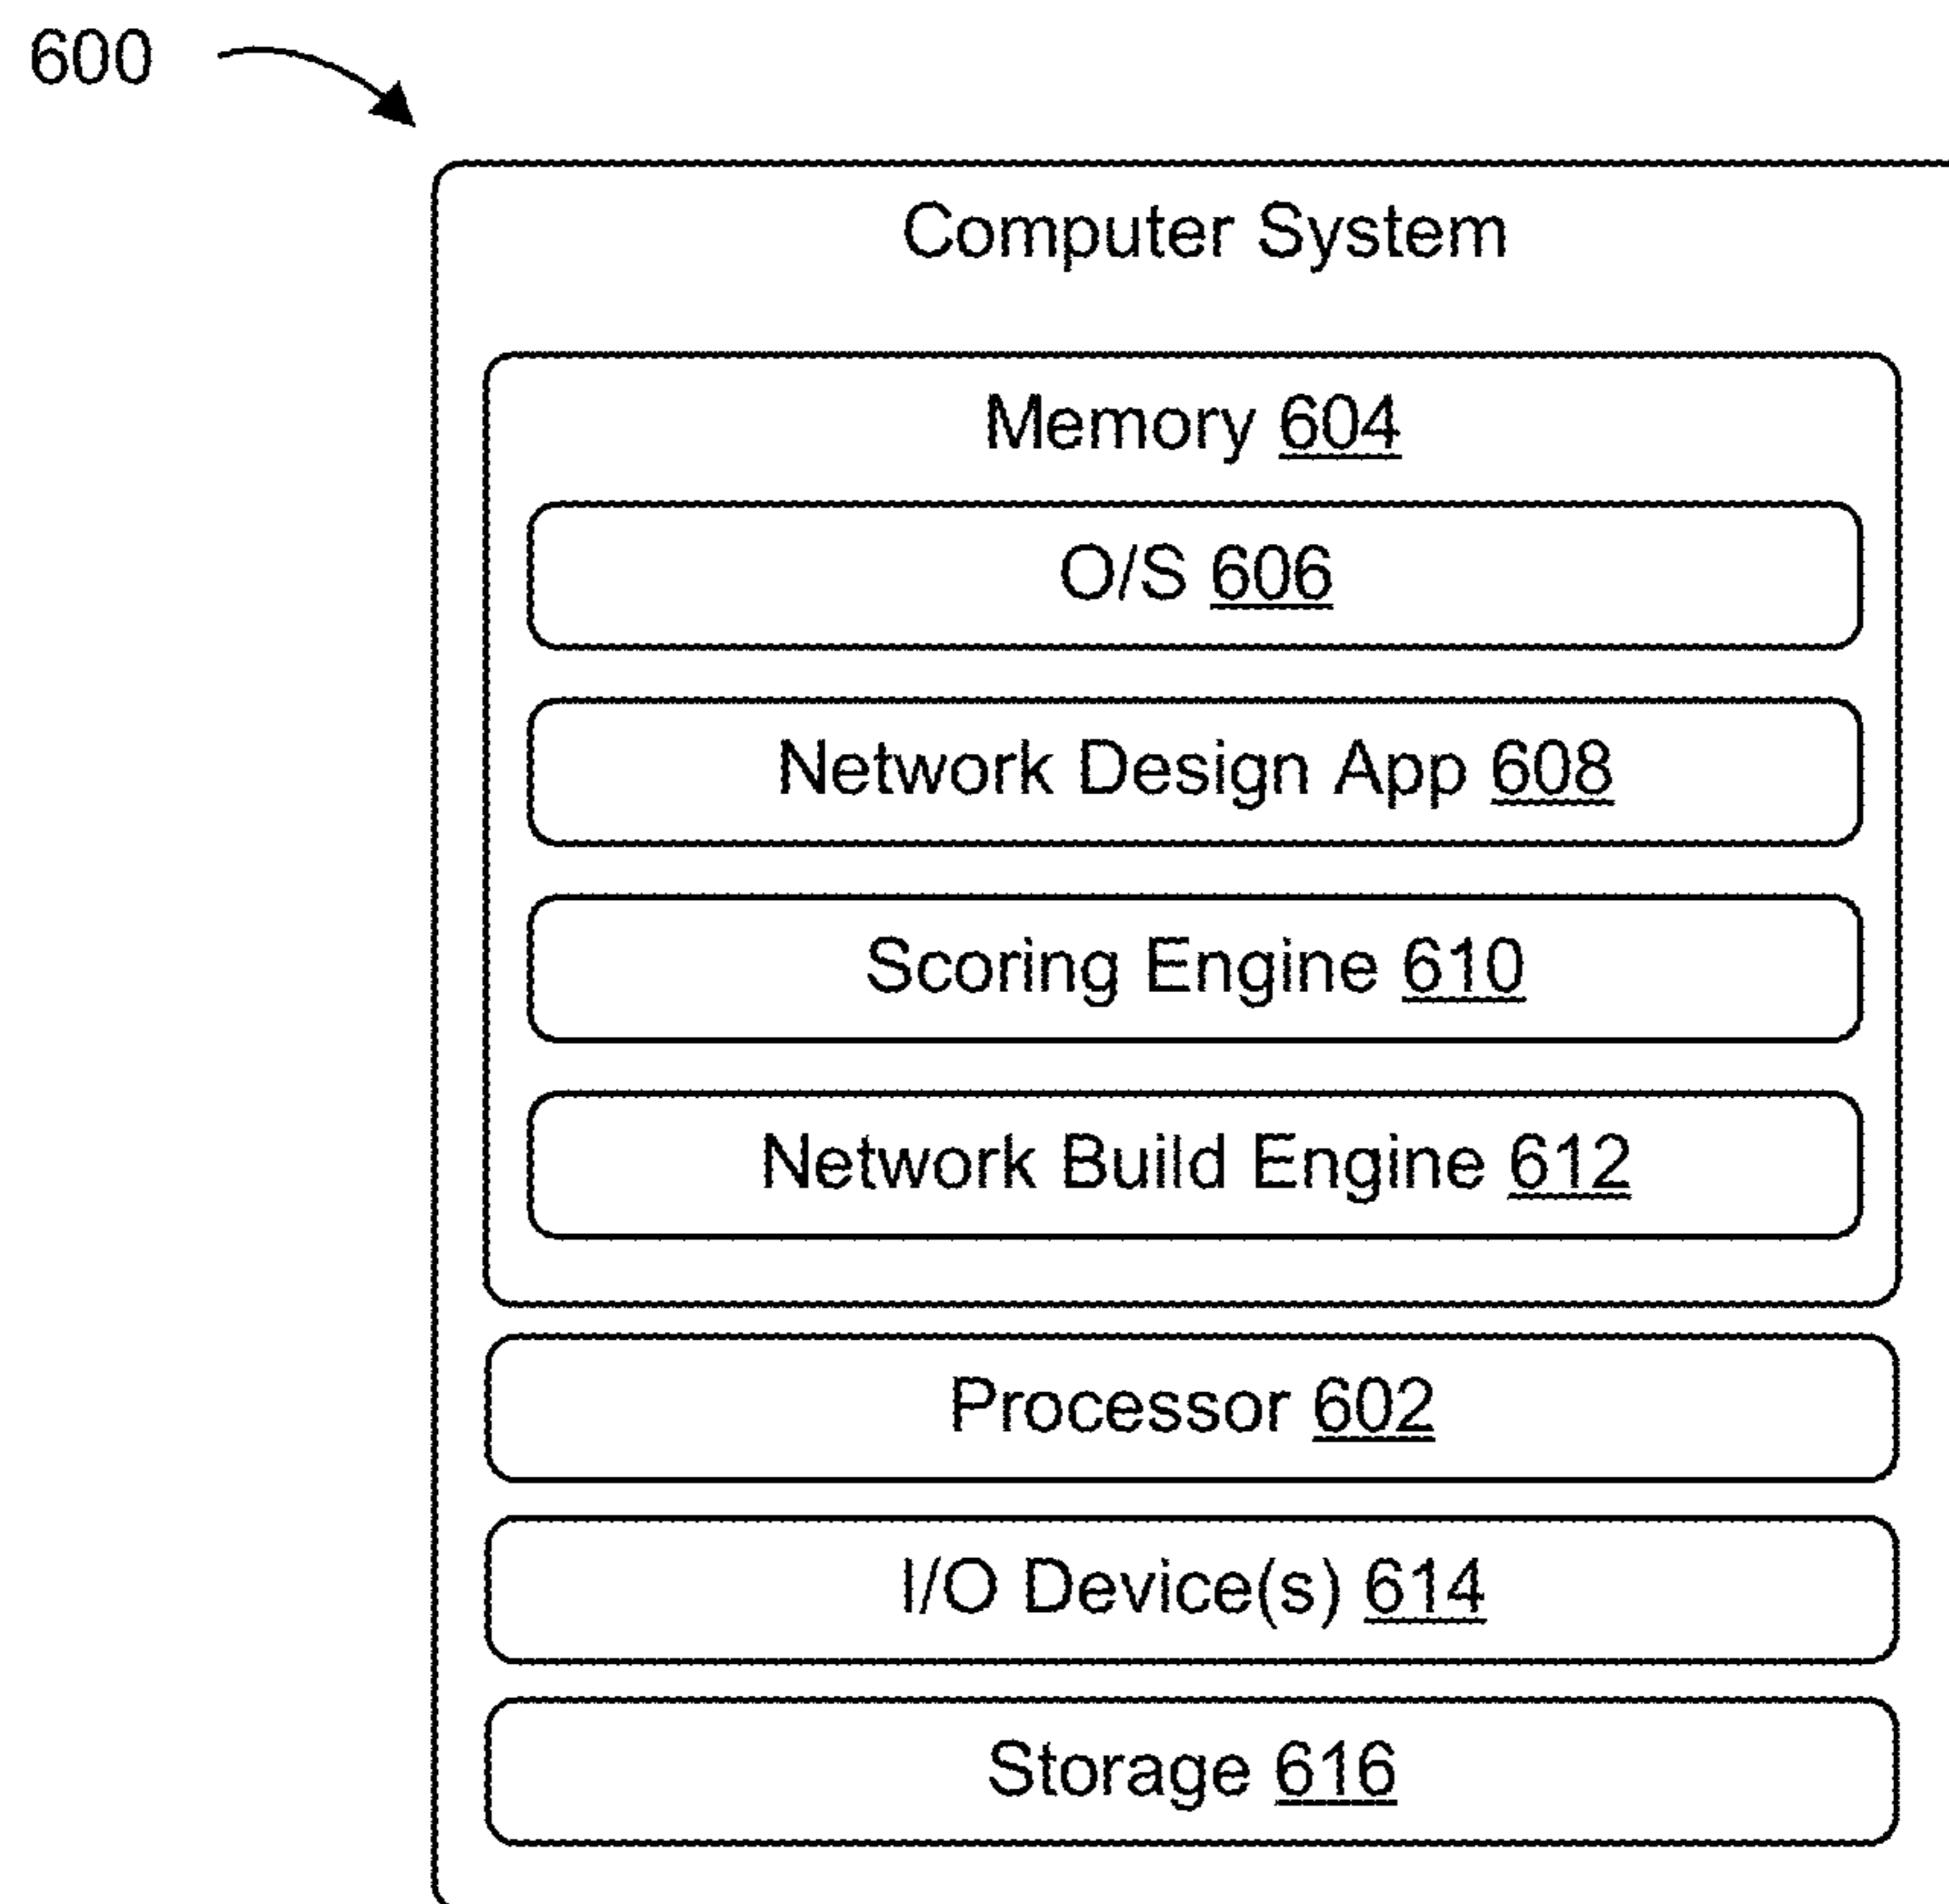 600
Computer System
Memory 604
O/S 606
Network Design App 608
Scoring Engine 610
Network Build Engine 612
Processor 602
I/O Device(s) 614
Storage 616